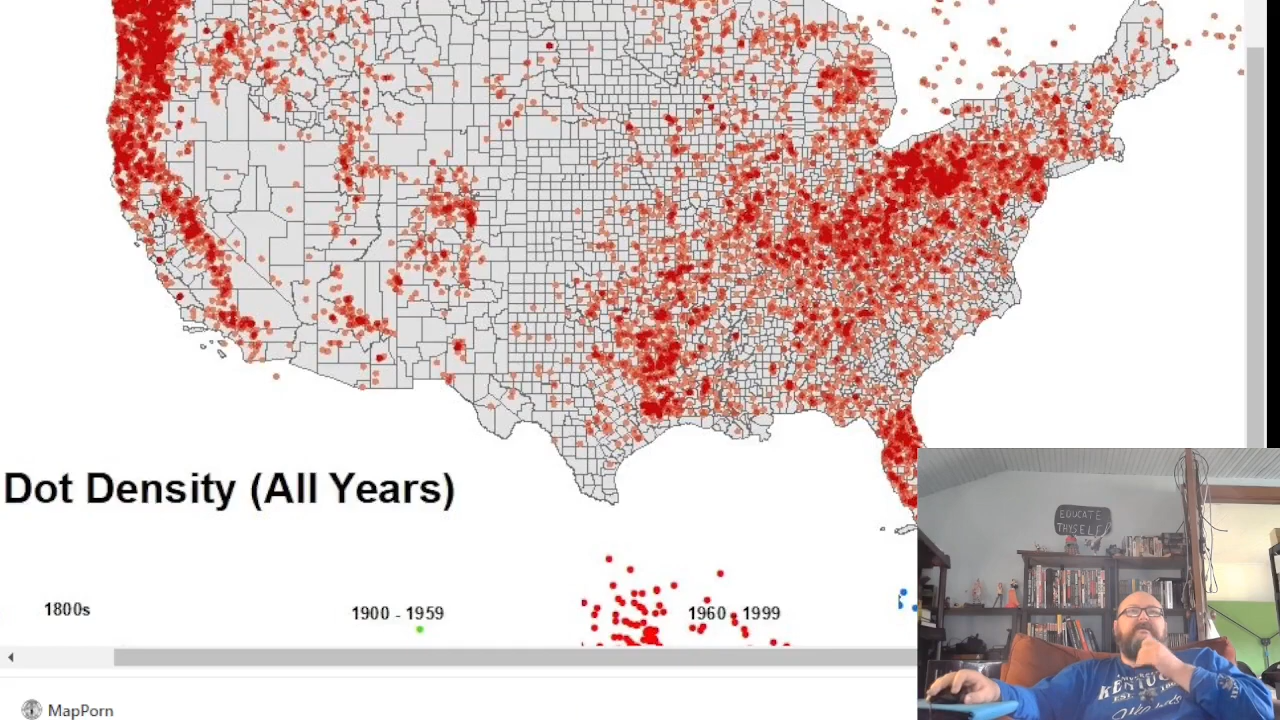 Dot Density (All Years)
1800s
1900 - 1959
1960 - 1999
MapPorn
EDUCATE
THYSELF